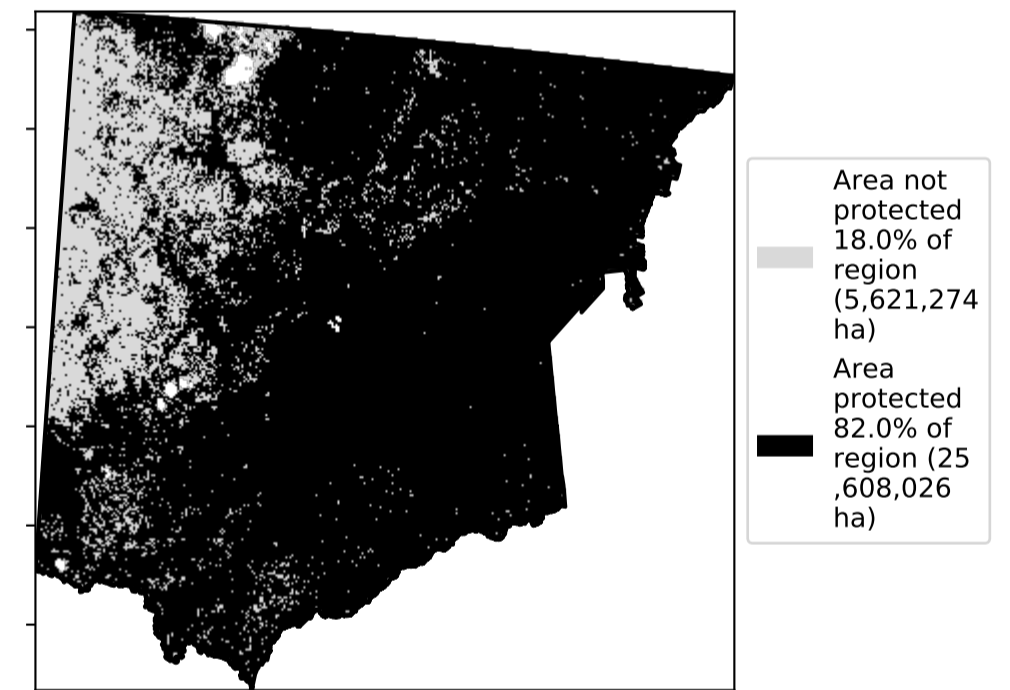 Area not
protected
18.0% of
region
(5,621,274
ha)
Area
protected
82.0% of
region (25
,608,026
ha)